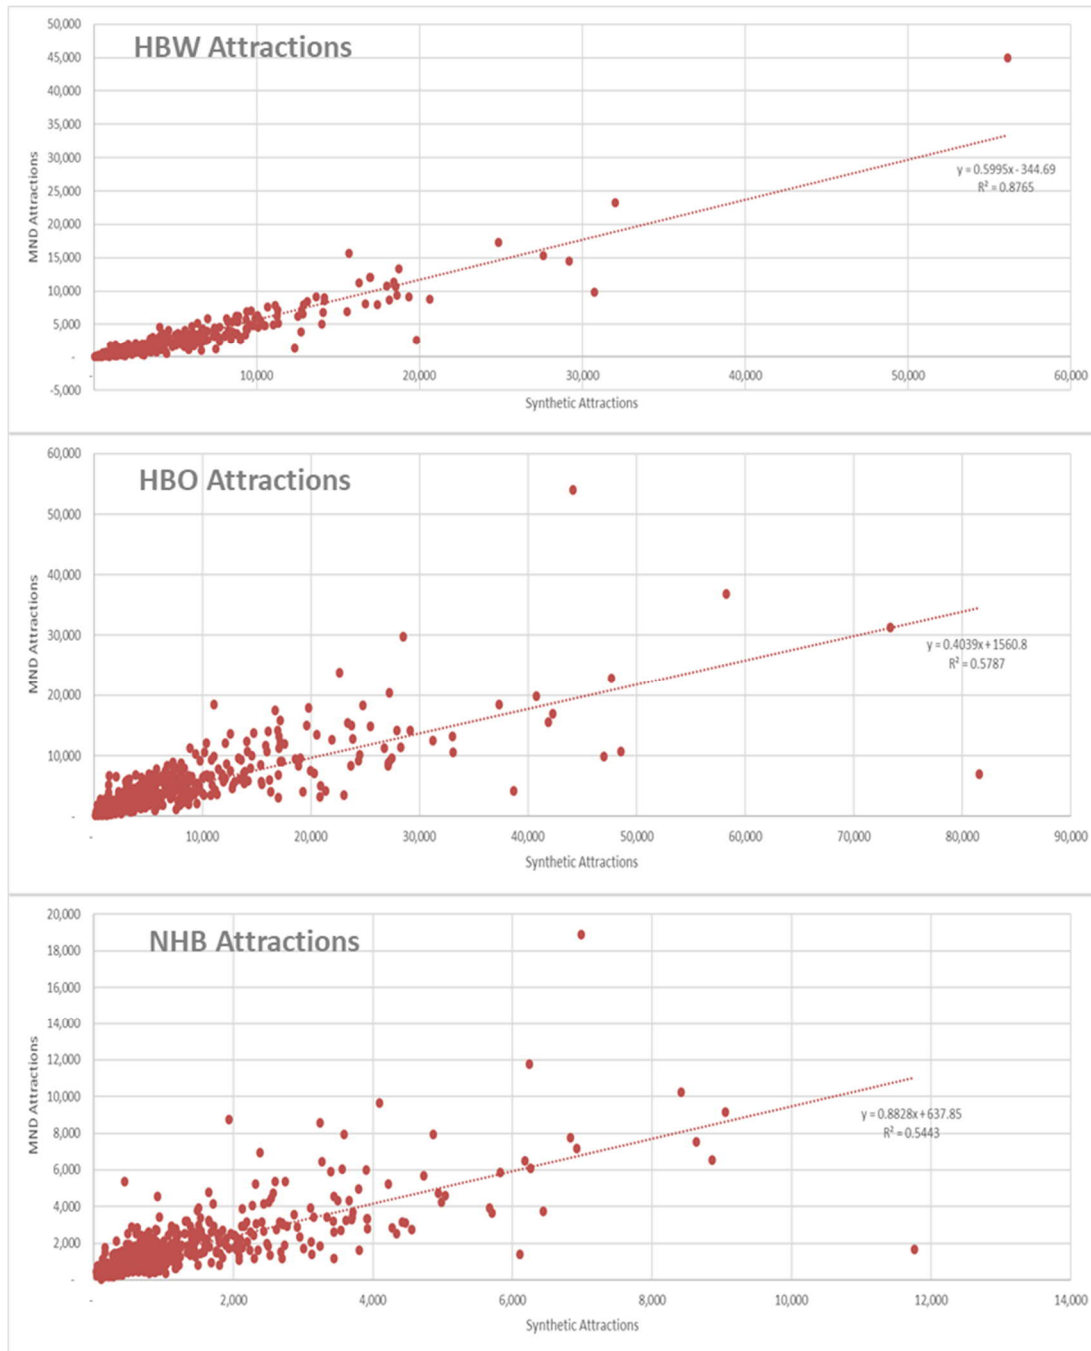 HBW Attractions
50,000
45,000
40,000
35,000
30,000
25,000
20,000
15,000
10,000
5,000
-
-5,000
MND Attractions
y = 0.5995x - 344.69
R² = 0.8765
- 10,000 20,000 30,000 40,000 50,000 60,000
Synthetic Attractions
HBO Attractions
60,000
50,000
40,000
30,000
20,000
10,000
-
MND Attractions
y = 0.4039x + 1560.8
R² = 0.5787
- 10,000 20,000 30,000 40,000 50,000 60,000 70,000 80,000 90,000
Synthetic Attractions
NHB Attractions
20,000
18,000
16,000
14,000
12,000
10,000
8,000
6,000
4,000
2,000
-
MND Attractions
y = 0.8828x + 637.85
R² = 0.5443
- 2,000 4,000 6,000 8,000 10,000 12,000 14,000
Synthetic Attractions